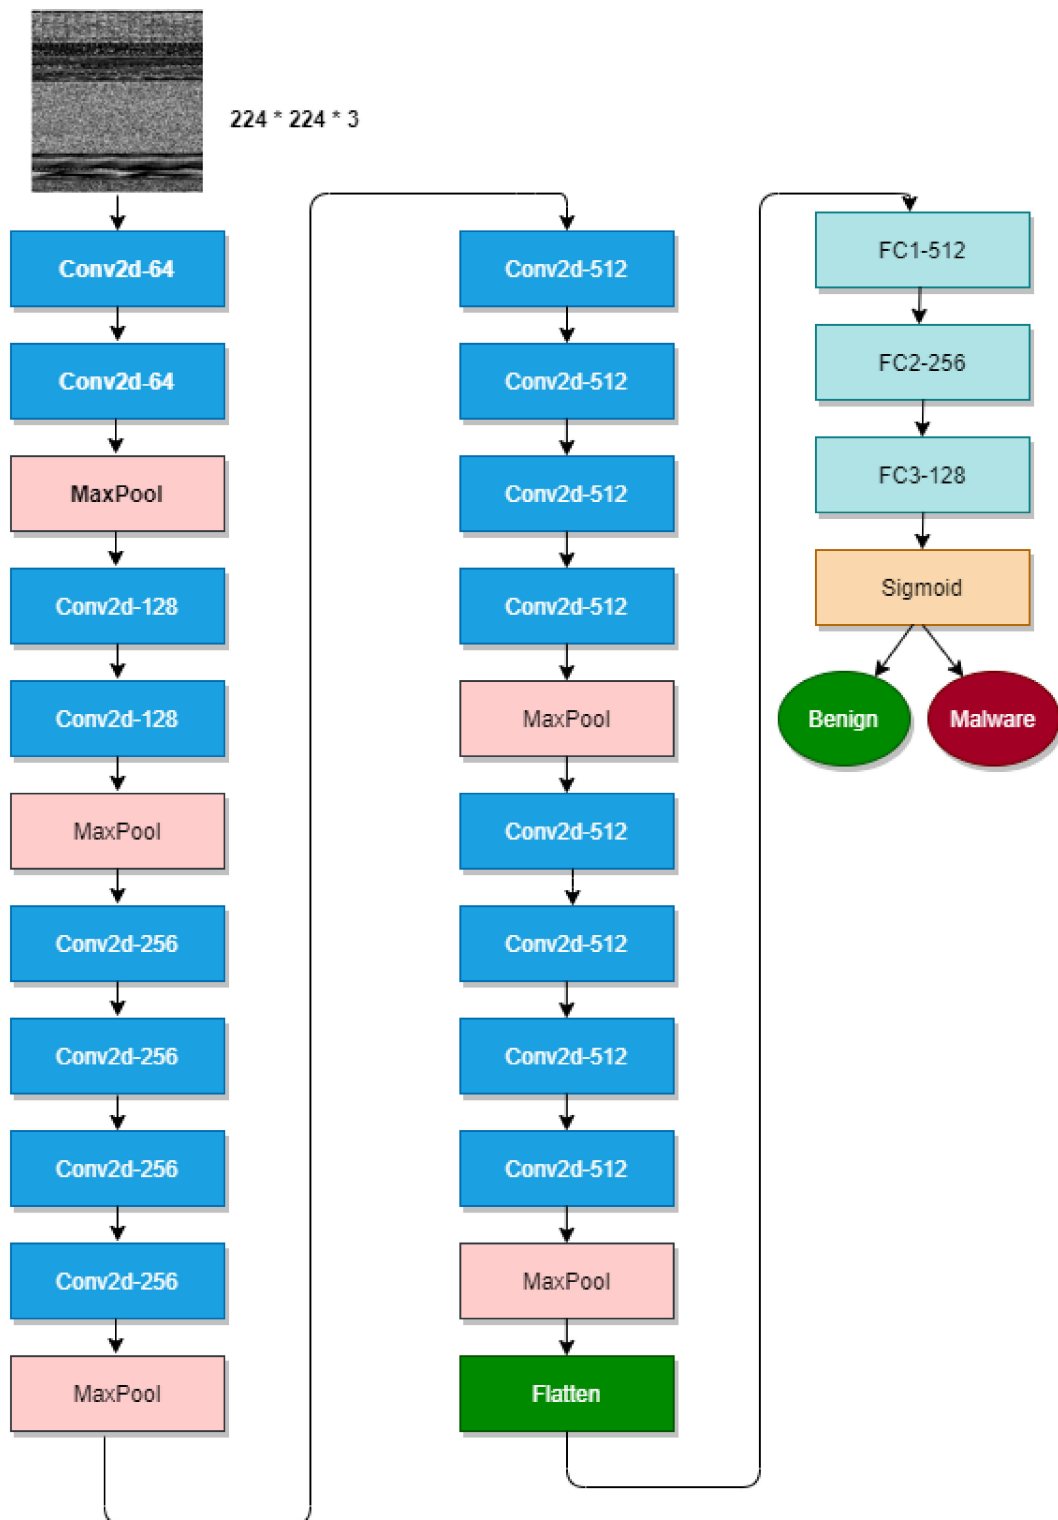 224 * 224 * 3
Conv2d-64
Conv2d-64
MaxPool
Conv2d-128
Conv2d-128
MaxPool
Conv2d-256
Conv2d-256
Conv2d-256
Conv2d-256
MaxPool
Conv2d-512
Conv2d-512
Conv2d-512
Conv2d-512
MaxPool
Conv2d-512
Conv2d-512
Conv2d-512
Conv2d-512
MaxPool
Flatten
FC1-512
FC2-256
FC3-128
Sigmoid
Benign
Malware